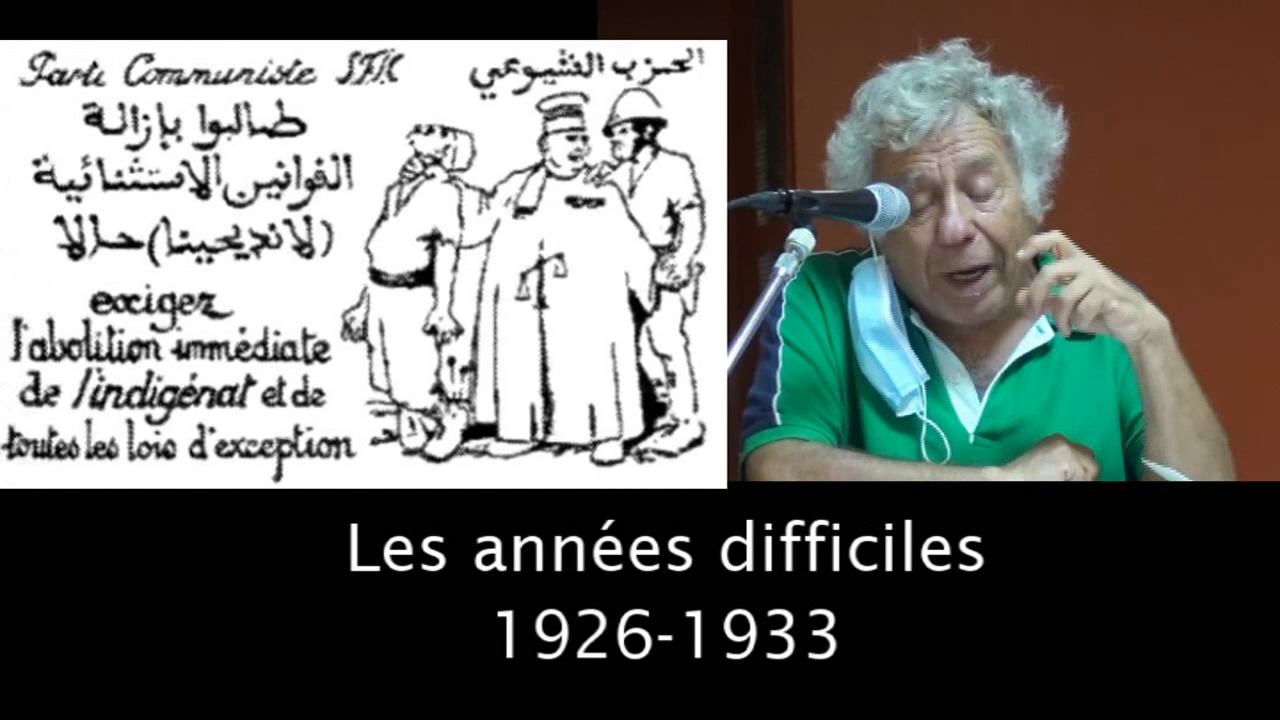 Parti Communiste SFIC
الحزب الشيوعي
طالبوا بإزالة
القوانين الاستثنائية
(لانديجينا) حالا
exigez
l'abolition immédiate
de l'indigénat et de
toutes les lois d'exception
Les années difficiles
1926-1933